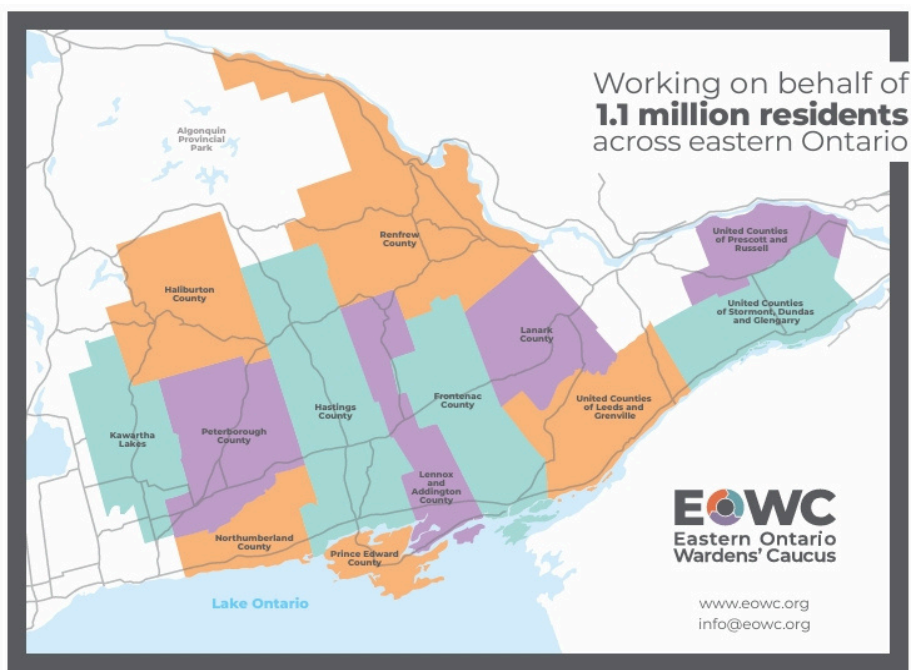 Working on behalf of
1.1 million residents
across eastern Ontario
Algonquin
Provincial
Park
Renfrew
County
United Counties
of Prescott and
Russell
Haliburton
County
United Counties
of Stormont, Dundas
and Glengarry
Lanark
County
Kawartha
Lakes
Peterborough
County
Hastings
County
Frontenac
County
United Counties
of Leeds and
Grenville
Lennox
and
Addington
County
Northumberland
County
Prince Edward
County
Lake Ontario
EOWC
Eastern Ontario
Wardens' Caucus
www.eowc.org
info@eowc.org